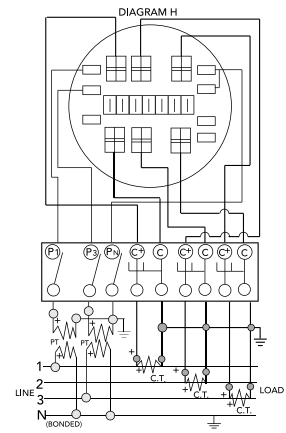 DIAGRAM H
P1 P3 PN C+ C C+ C C+ C
+ + + +
PT PT
+ +
1
C.T.
2
C.T.
LINE 3 LOAD
C.T.
N
(BONDED)